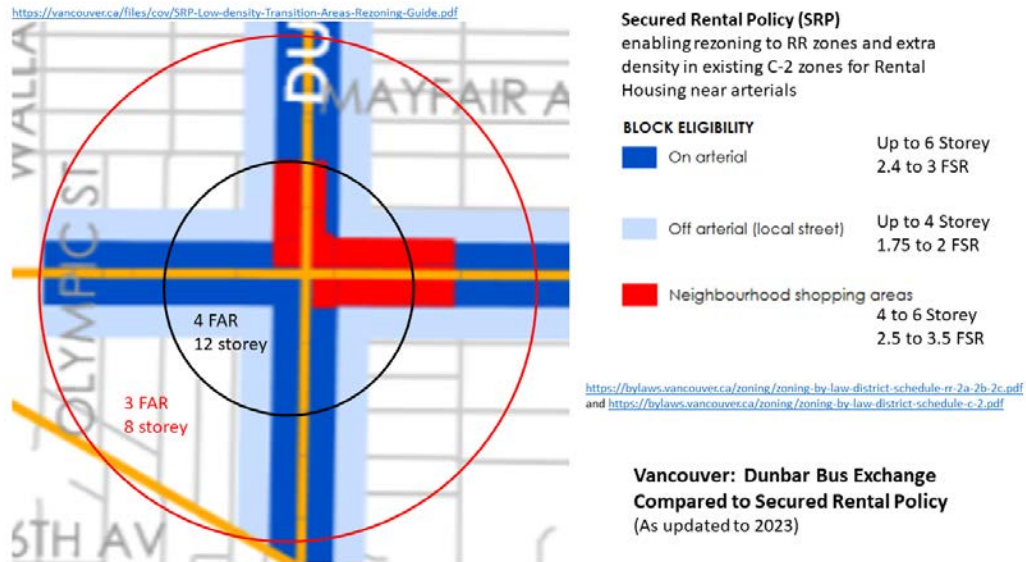 https://vancouver.ca/files/cov/SRP-Low-density-Transition-Areas-Rezoning-Guide.pdf
WALLA
DU
MAYFAIR A
OLYMPIC ST
4 FAR
12 storey
3 FAR
8 storey
5TH AV
Secured Rental Policy (SRP)
enabling rezoning to RR zones and extra
density in existing C-2 zones for Rental
Housing near arterials
BLOCK ELIGIBILITY
On arterial
Up to 6 Storey
2.4 to 3 FSR
Off arterial (local street)
Up to 4 Storey
1.75 to 2 FSR
Neighbourhood shopping areas
4 to 6 Storey
2.5 to 3.5 FSR
https://bylaws.vancouver.ca/zoning/zoning-by-law-district-schedule-rr-2a-2b-2c.pdf
and https://bylaws.vancouver.ca/zoning/zoning-by-law-district-schedule-c-2.pdf
Vancouver: Dunbar Bus Exchange
Compared to Secured Rental Policy
(As updated to 2023)